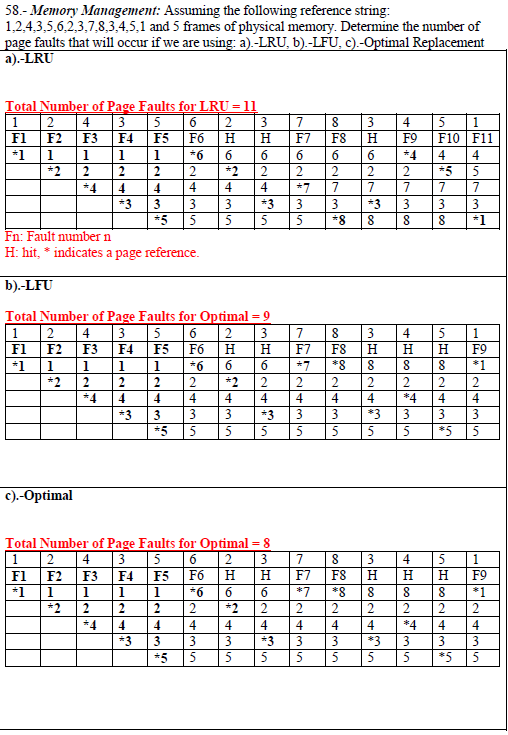 58.- Memory Management: Assuming the following reference string:
1,2,4,3,5,6,2,3,7,8,3,4,5,1 and 5 frames of physical memory. Determine the number of
page faults that will occur if we are using: a).-LRU, b).-LFU, c).-Optimal Replacement
a).-LRU
Total Number of Page Faults for LRU = 11
1 2 4 3 5 6 2 3 7 8 3 4 5 1
F1 F2 F3 F4 F5 F6 H H F7 F8 H F9 F10 F11
*1 1 1 1 1 *6 6 6 6 6 6 *4 4 4
*2 2 2 2 2 *2 2 2 2 2 2 *5 5
*4 4 4 4 4 4 *7 7 7 7 7 7
*3 3 3 3 *3 3 3 *3 3 3 3
*5 5 5 5 5 *8 8 8 8 *1
Fn: Fault number n
H: hit, * indicates a page reference.
b).-LFU
Total Number of Page Faults for Optimal = 9
1 2 4 3 5 6 2 3 7 8 3 4 5 1
F1 F2 F3 F4 F5 F6 H H F7 F8 H H H F9
*1 1 1 1 1 *6 6 6 *7 *8 8 8 8 *1
*2 2 2 2 2 *2 2 2 2 2 2 2 2
*4 4 4 4 4 4 4 4 4 *4 4 4
*3 3 3 3 *3 3 3 *3 3 3 3
*5 5 5 5 5 5 5 5 *5 5
c).-Optimal
Total Number of Page Faults for Optimal = 8
1 2 4 3 5 6 2 3 7 8 3 4 5 1
F1 F2 F3 F4 F5 F6 H H F7 F8 H H H F9
*1 1 1 1 1 *6 6 6 *7 *8 8 8 8 *1
*2 2 2 2 2 *2 2 2 2 2 2 2 2
*4 4 4 4 4 4 4 4 4 *4 4 4
*3 3 3 3 *3 3 3 *3 3 3 3
*5 5 5 5 5 5 5 5 *5 5